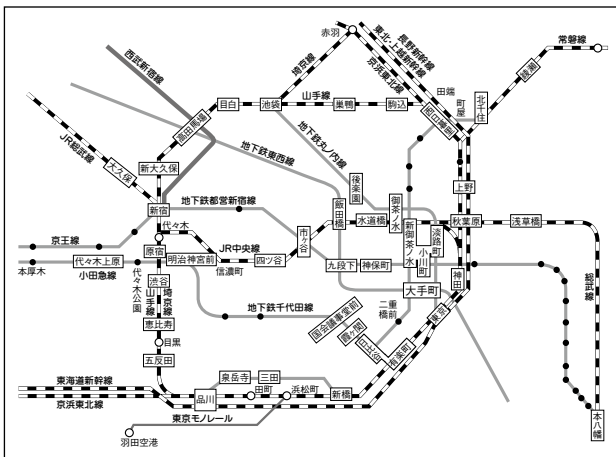 赤羽
長野新幹線
東北・上越新幹線
京浜東北線
常磐線
西武新宿線
埼京線
田端
町屋
北千住
綾瀬
目白
池袋
山手線
巣鴨
駒込
西日暮里
高田馬場
JR総武線
大久保
新大久保
地下鉄東西線
地下鉄丸ノ内線
後楽園
飯田橋
御茶ノ水
上野
新宿
地下鉄都営新宿線
代々木
市ヶ谷
水道橋
新御茶ノ水
淡路町
小川町
秋葉原
浅草橋
京王線
原宿
JR中央線
信濃町
四ツ谷
九段下
神保町
神田
総武線
本厚木
代々木上原
小田急線
代々木公園
明治神宮前
渋谷
山手線
埼京線
大手町
地下鉄千代田線
二重橋前
国会議事堂前
霞ヶ関
日比谷
有楽町
東京
恵比寿
目黒
五反田
泉岳寺
三田
東海道新幹線
京浜東北線
品川
田町
浜松町
新橋
東京モノレール
羽田空港
本八幡